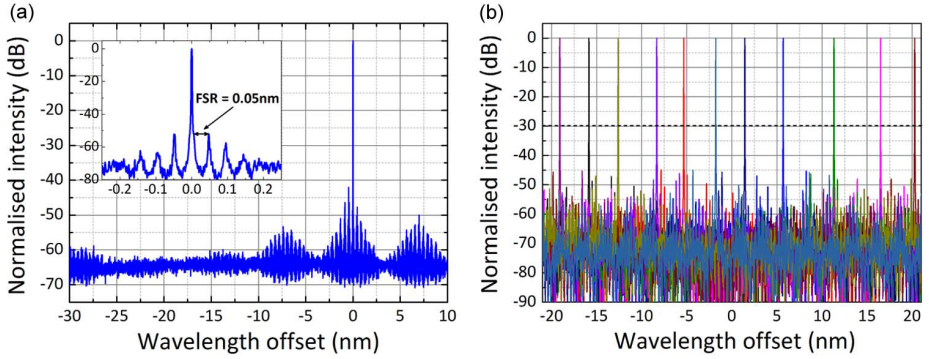 (a)
Normalised intensity (dB)
0
-10
-20
-30
-40
-50
-60
-70
0
-20
-40
-60
-80
FSR = 0.05nm
-0.2 -0.1 0.0 0.1 0.2
-30 -25 -20 -15 -10 -5 0 5 10
Wavelength offset (nm)
(b)
Normalised intensity (dB)
0
-10
-20
-30
-40
-50
-60
-70
-80
-90
-20 -15 -10 -5 0 5 10 15 20
Wavelength offset (nm)